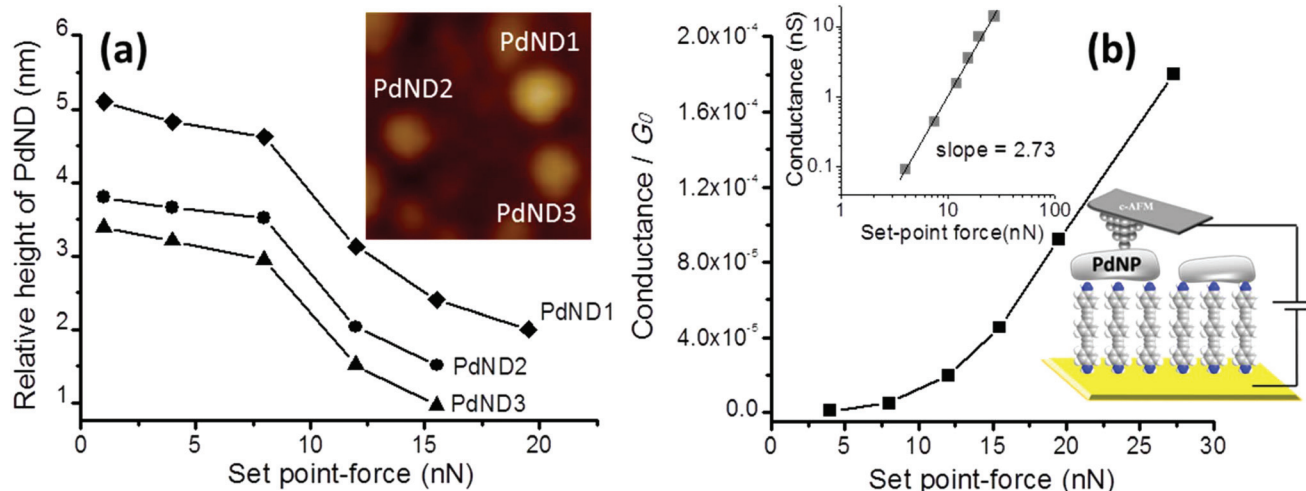 (a)
Relative height of PdND (nm)
6
5
4
3
2
1
0
5
10
15
20
Set point-force (nN)
PdND1
PdND2
PdND3
PdND1
PdND2
PdND3
(b)
Conductance / G0
2.0x10-4
1.6x10-4
1.2x10-4
8.0x10-5
4.0x10-5
0.0
0
5
10
15
20
25
30
Set point-force (nN)
Conductance (nS)
10
1
0.1
1
10
100
Set-point force(nN)
slope = 2.73
c-AFM
PdNP